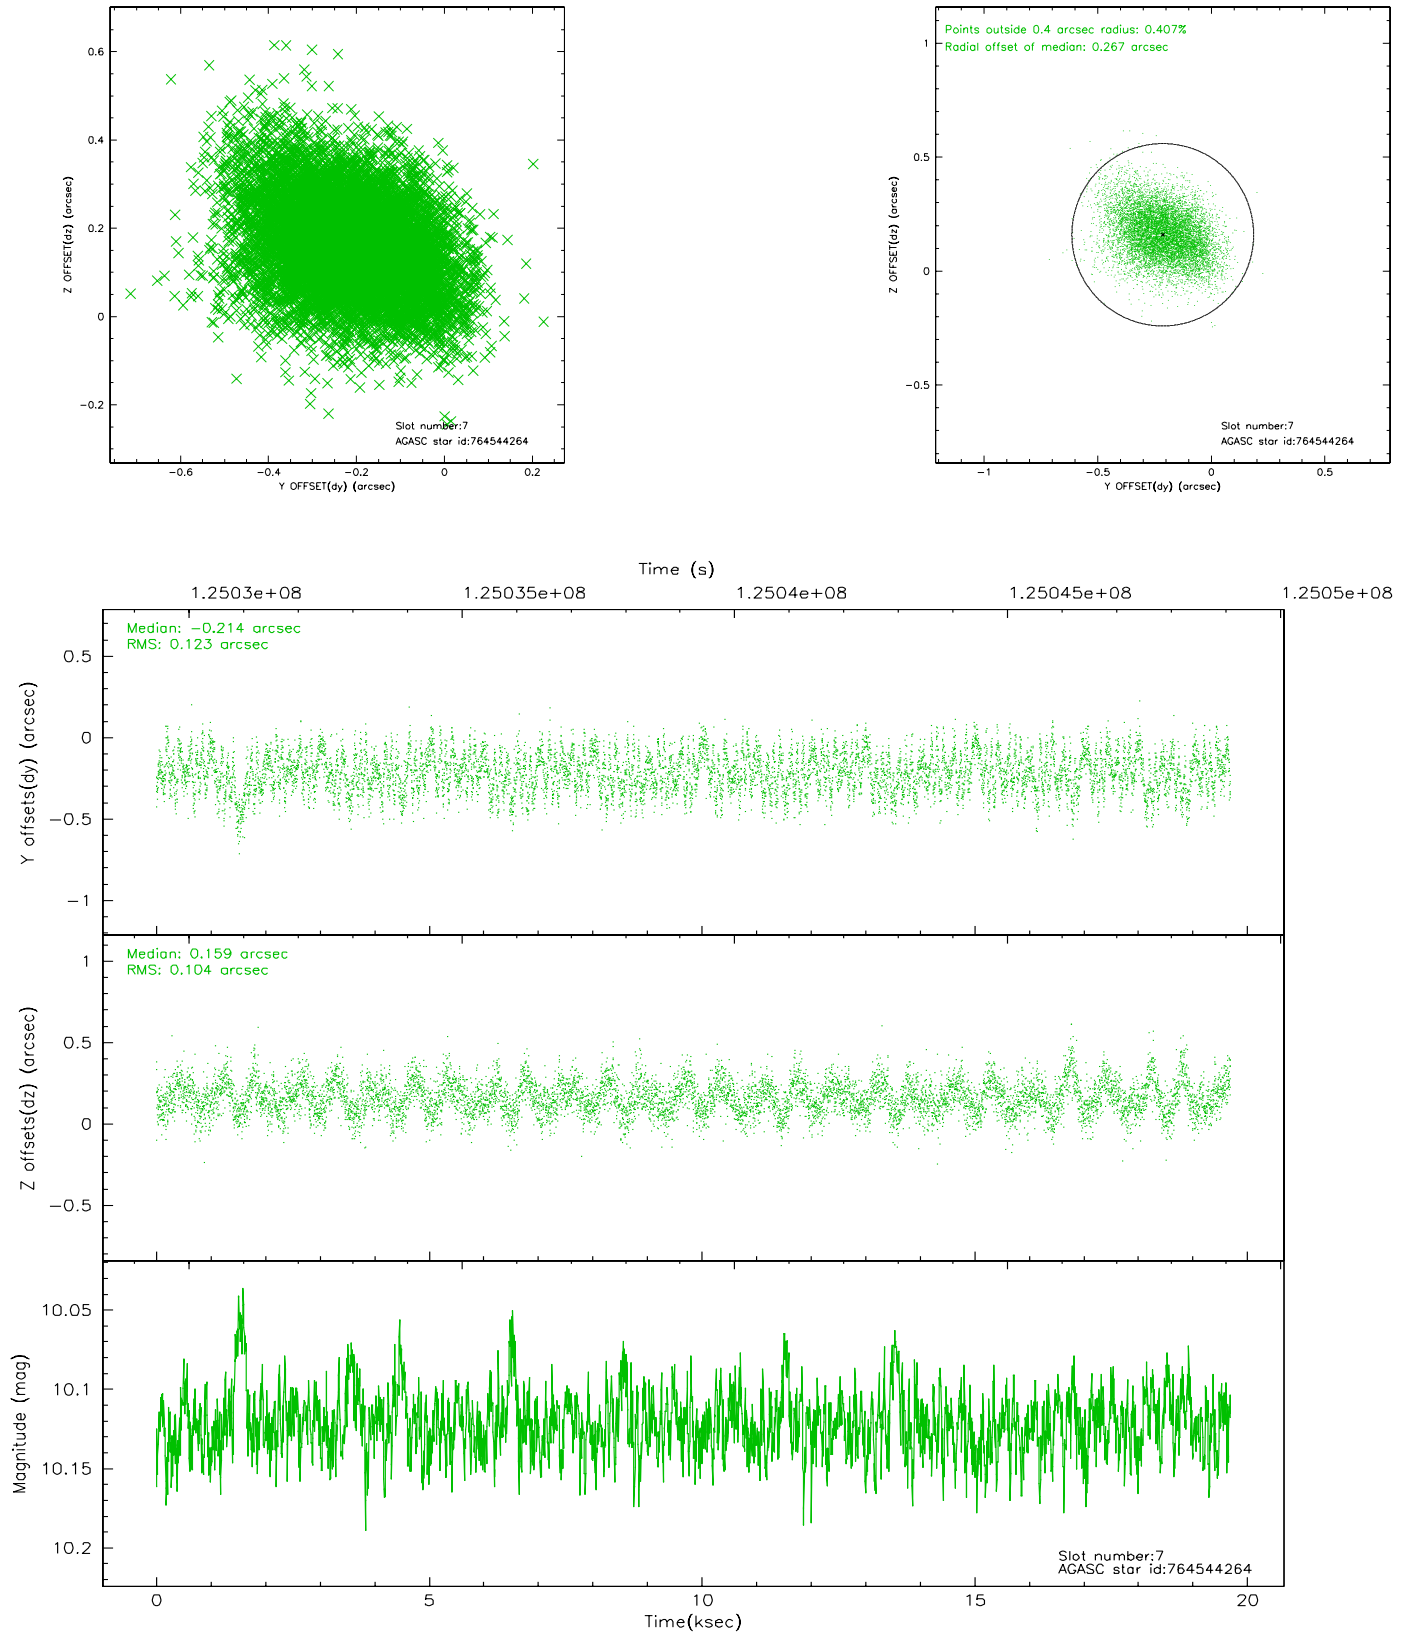 0.6
0.4
0.2
0
−0.2
Z OFFSET(dz) (arcsec)
Slot number:7
AGASC star id:764544264
−0.6 −0.4 −0.2 0 0.2
Y OFFSET(dy) (arcsec)
Points outside 0.4 arcsec radius: 0.407%
Radial offset of median: 0.267 arcsec
1
0.5
0
−0.5
Z OFFSET(dz) (arcsec)
Slot number:7
AGASC star id:764544264
−1 −0.5 0 0.5
Y OFFSET(dy) (arcsec)
Time (s)
1.2503e+08 1.25035e+08 1.2504e+08 1.25045e+08 1.2505e+08
Median: −0.214 arcsec
RMS: 0.123 arcsec
0.5
0
−0.5
−1
Y offsets(dy) (arcsec)
Median: 0.159 arcsec
RMS: 0.104 arcsec
1
0.5
0
−0.5
Z offsets(dz) (arcsec)
10.05
10.1
10.15
10.2
Magnitude (mag)
Slot number:7
AGASC star id:764544264
0 5 10 15 20
Time(ksec)